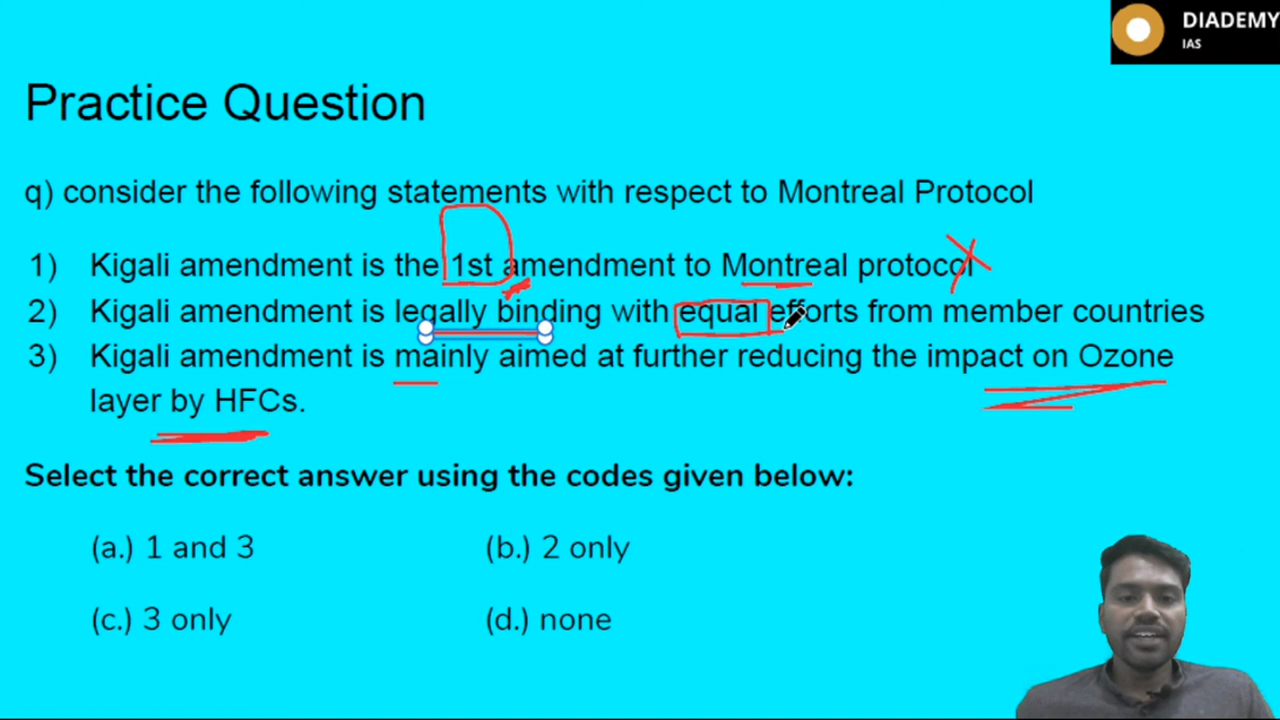 DIADEMY
IAS
Practice Question
q) consider the following statements with respect to Montreal Protocol
1) Kigali amendment is the 1st amendment to Montreal protocol
2) Kigali amendment is legally binding with equal efforts from member countries
3) Kigali amendment is mainly aimed at further reducing the impact on Ozone
layer by HFCs.
Select the correct answer using the codes given below:
(a.) 1 and 3 (b.) 2 only
(c.) 3 only (d.) none